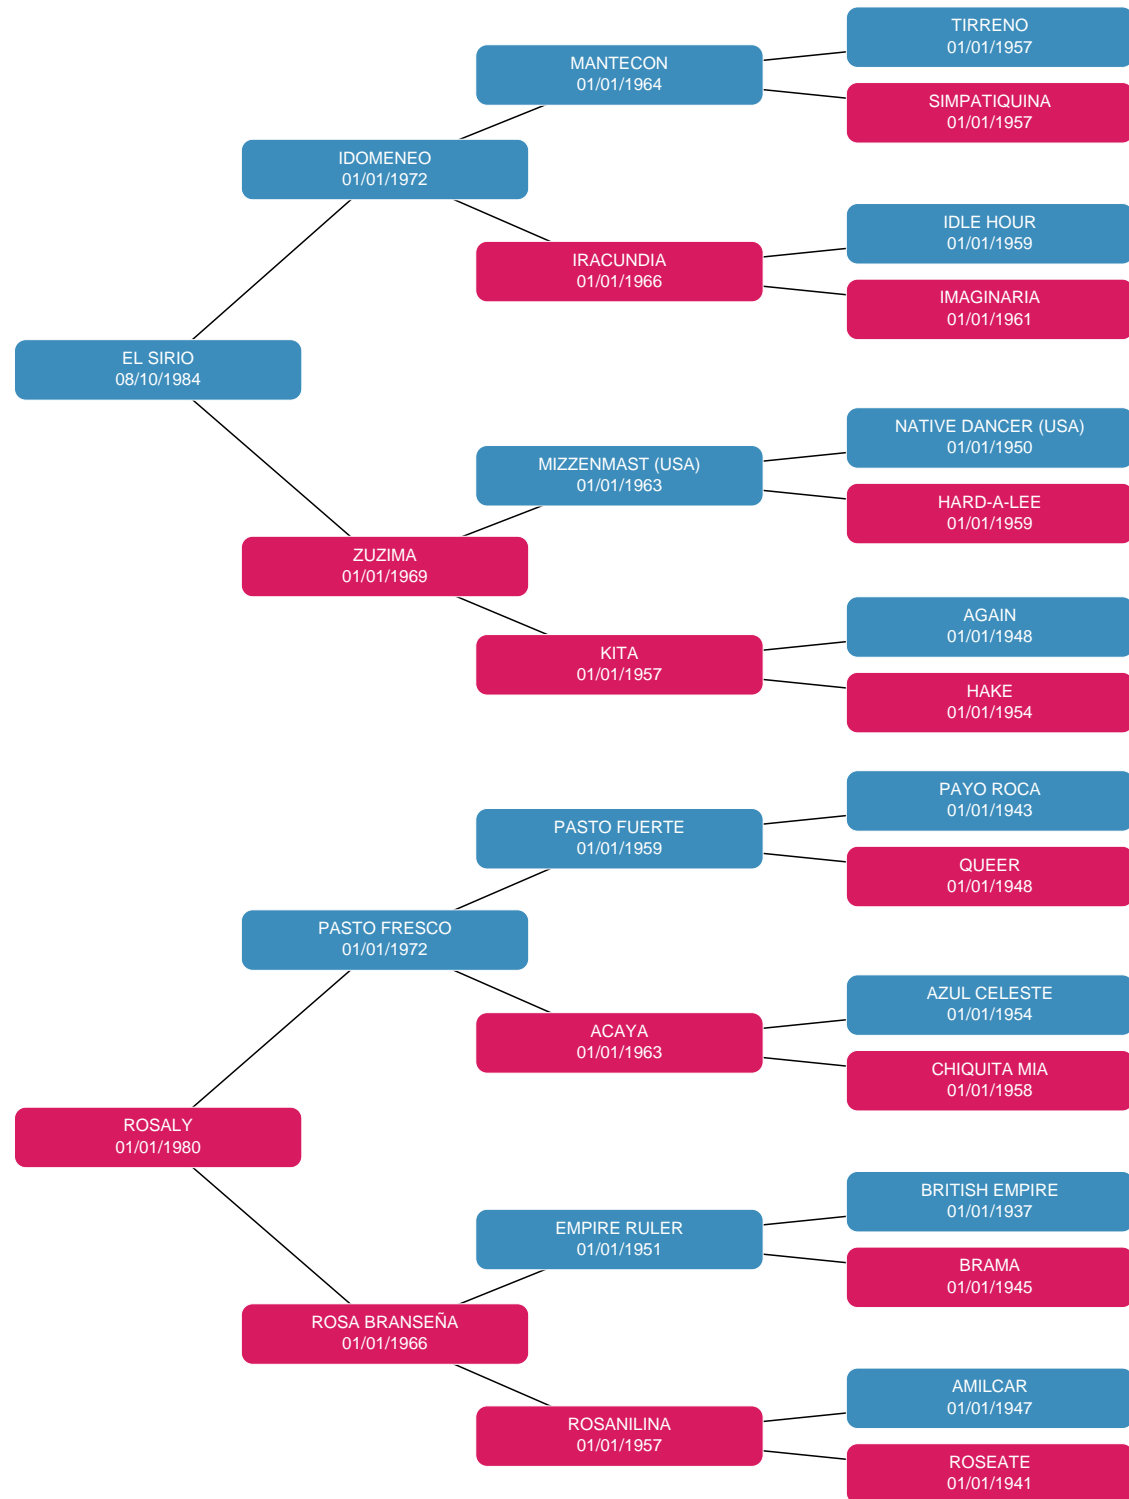 TIRRENO
01/01/1957
MANTECON
01/01/1964
SIMPATIQUINA
01/01/1957
IDOMENEO
01/01/1972
IDLE HOUR
01/01/1959
IRACUNDIA
01/01/1966
IMAGINARIA
01/01/1961
EL SIRIO
08/10/1984
NATIVE DANCER (USA)
01/01/1950
MIZZENMAST (USA)
01/01/1963
HARD-A-LEE
01/01/1959
ZUZIMA
01/01/1969
AGAIN
01/01/1948
KITA
01/01/1957
HAKE
01/01/1954
PAYO ROCA
01/01/1943
PASTO FUERTE
01/01/1959
QUEER
01/01/1948
PASTO FRESCO
01/01/1972
AZUL CELESTE
01/01/1954
ACAYA
01/01/1963
CHIQUITA MIA
01/01/1958
ROSALY
01/01/1980
BRITISH EMPIRE
01/01/1937
EMPIRE RULER
01/01/1951
BRAMA
01/01/1945
ROSA BRANSEÑA
01/01/1966
AMILCAR
01/01/1947
ROSANILINA
01/01/1957
ROSEATE
01/01/1941